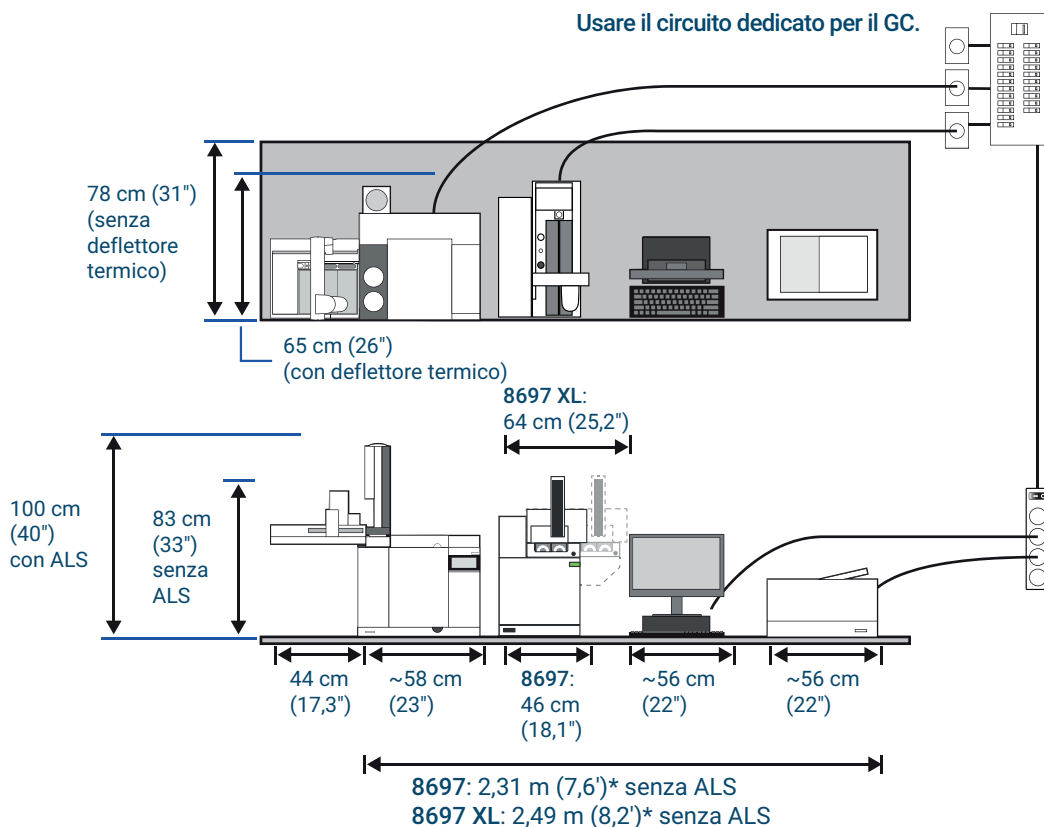 Usare il circuito dedicato per il GC.
78 cm (31")
(senza
deflettore
termico)
65 cm (26")
(con deflettore termico)
8697 XL:
64 cm (25,2")
100 cm
(40")
con ALS
83 cm
(33")
senza
ALS
44 cm
(17,3")
~58 cm
(23")
8697:
46 cm
(18,1")
~56 cm
(22")
~56 cm
(22")
8697: 2,31 m (7,6')* senza ALS
8697 XL: 2,49 m (8,2')* senza ALS